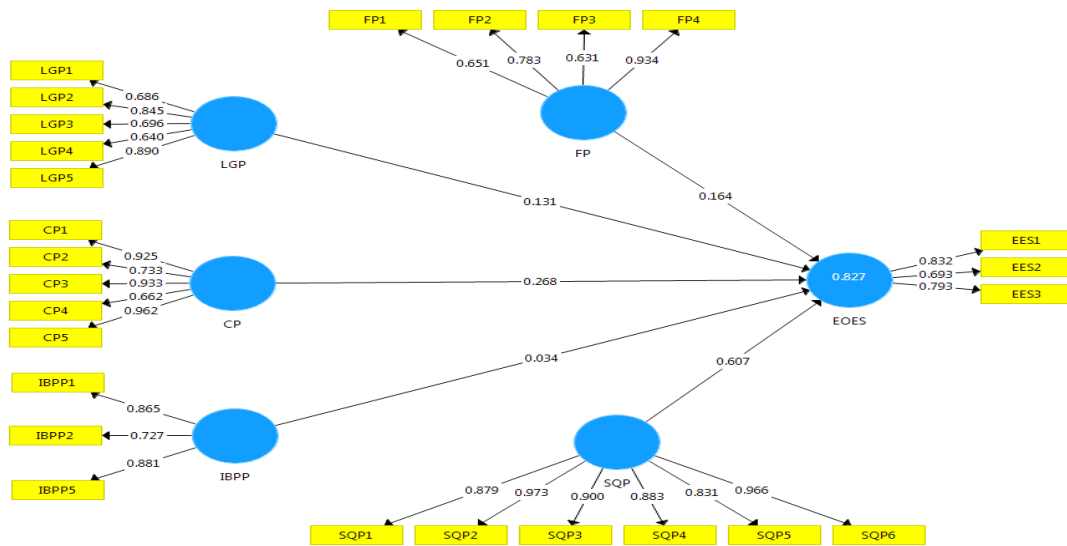 FP1
FP2
FP3
FP4
0.651
0.783
0.631
0.934
FP
LGP1
LGP2
LGP3
LGP4
LGP5
0.686
0.845
0.696
0.640
0.890
LGP
0.131
0.164
CP1
CP2
CP3
CP4
CP5
0.925
0.733
0.933
0.662
0.962
CP
0.268
0.827
EOES
0.832
0.693
0.793
EES1
EES2
EES3
IBPP1
IBPP2
IBPP5
0.865
0.727
0.881
IBPP
0.034
0.607
SQP
0.879
0.973
0.900
0.883
0.831
0.966
SQP1
SQP2
SQP3
SQP4
SQP5
SQP6